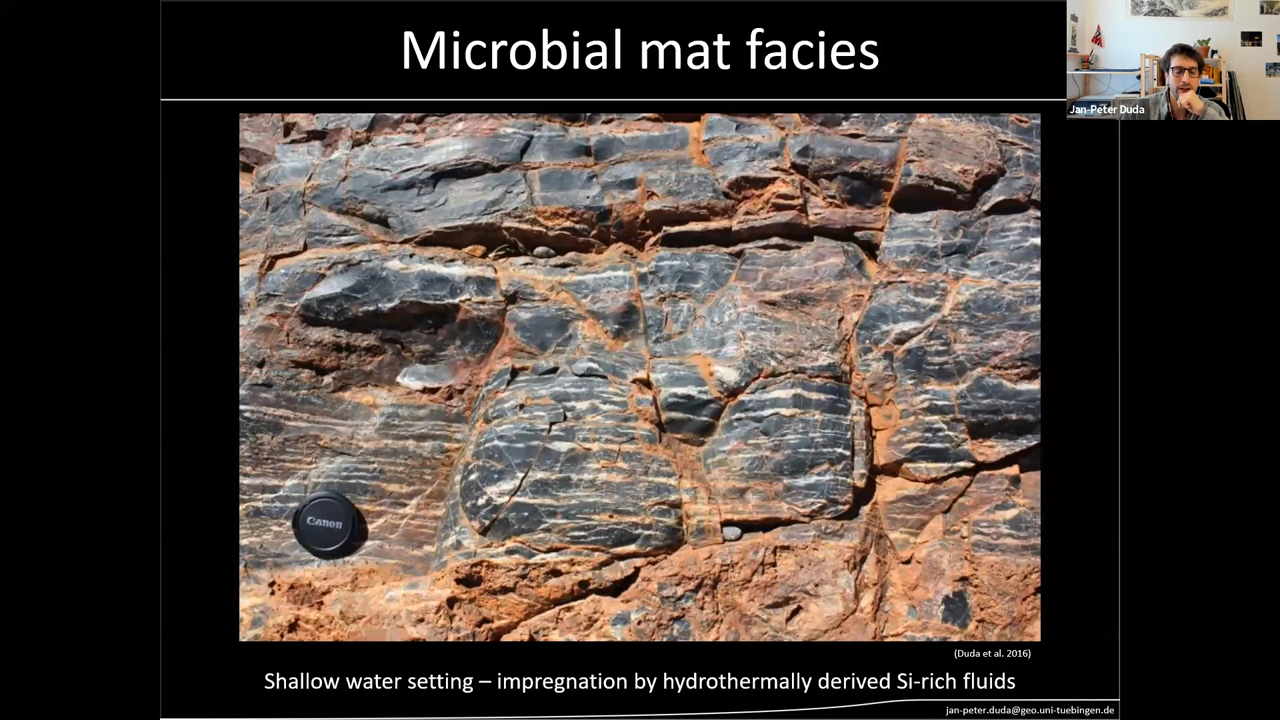 Microbial mat facies
Jan-Peter Duda
Canon
(Duda et al. 2016)
Shallow water setting – impregnation by hydrothermally derived Si-rich fluids
jan-peter.duda@geo.uni-tuebingen.de